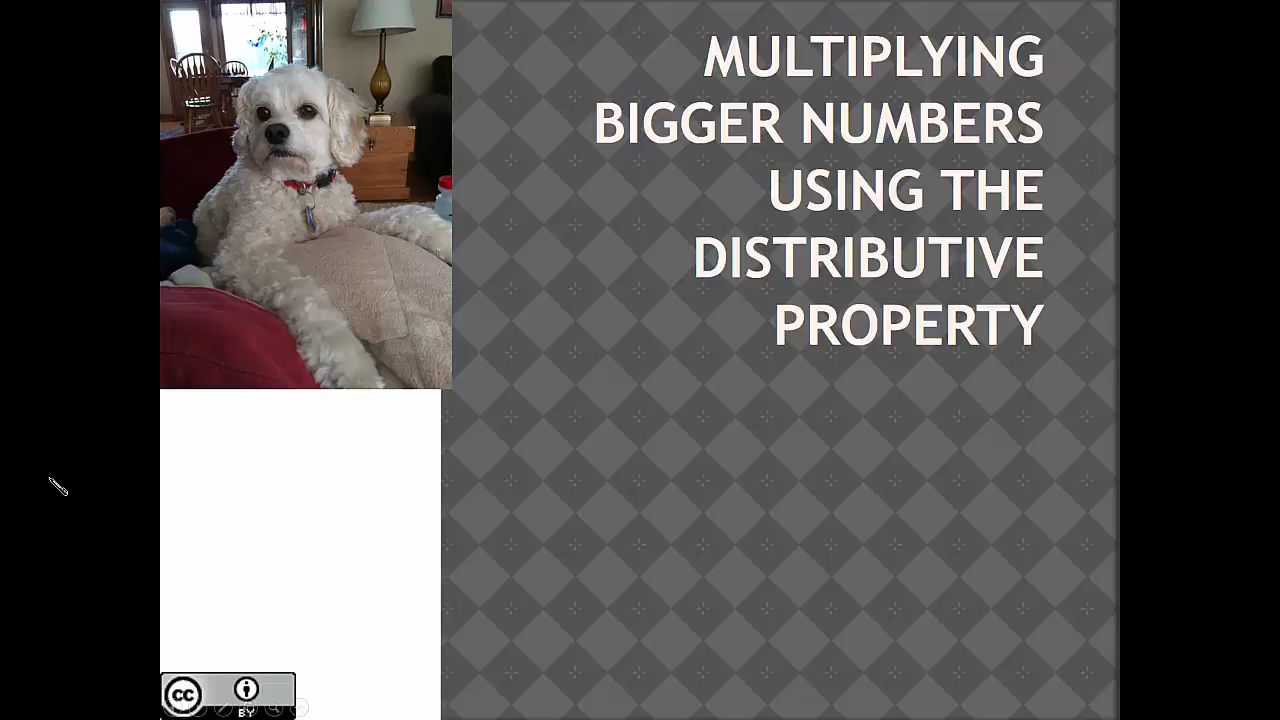 MULTIPLYING
BIGGER NUMBERS
USING THE
DISTRIBUTIVE
PROPERTY
CC
BY